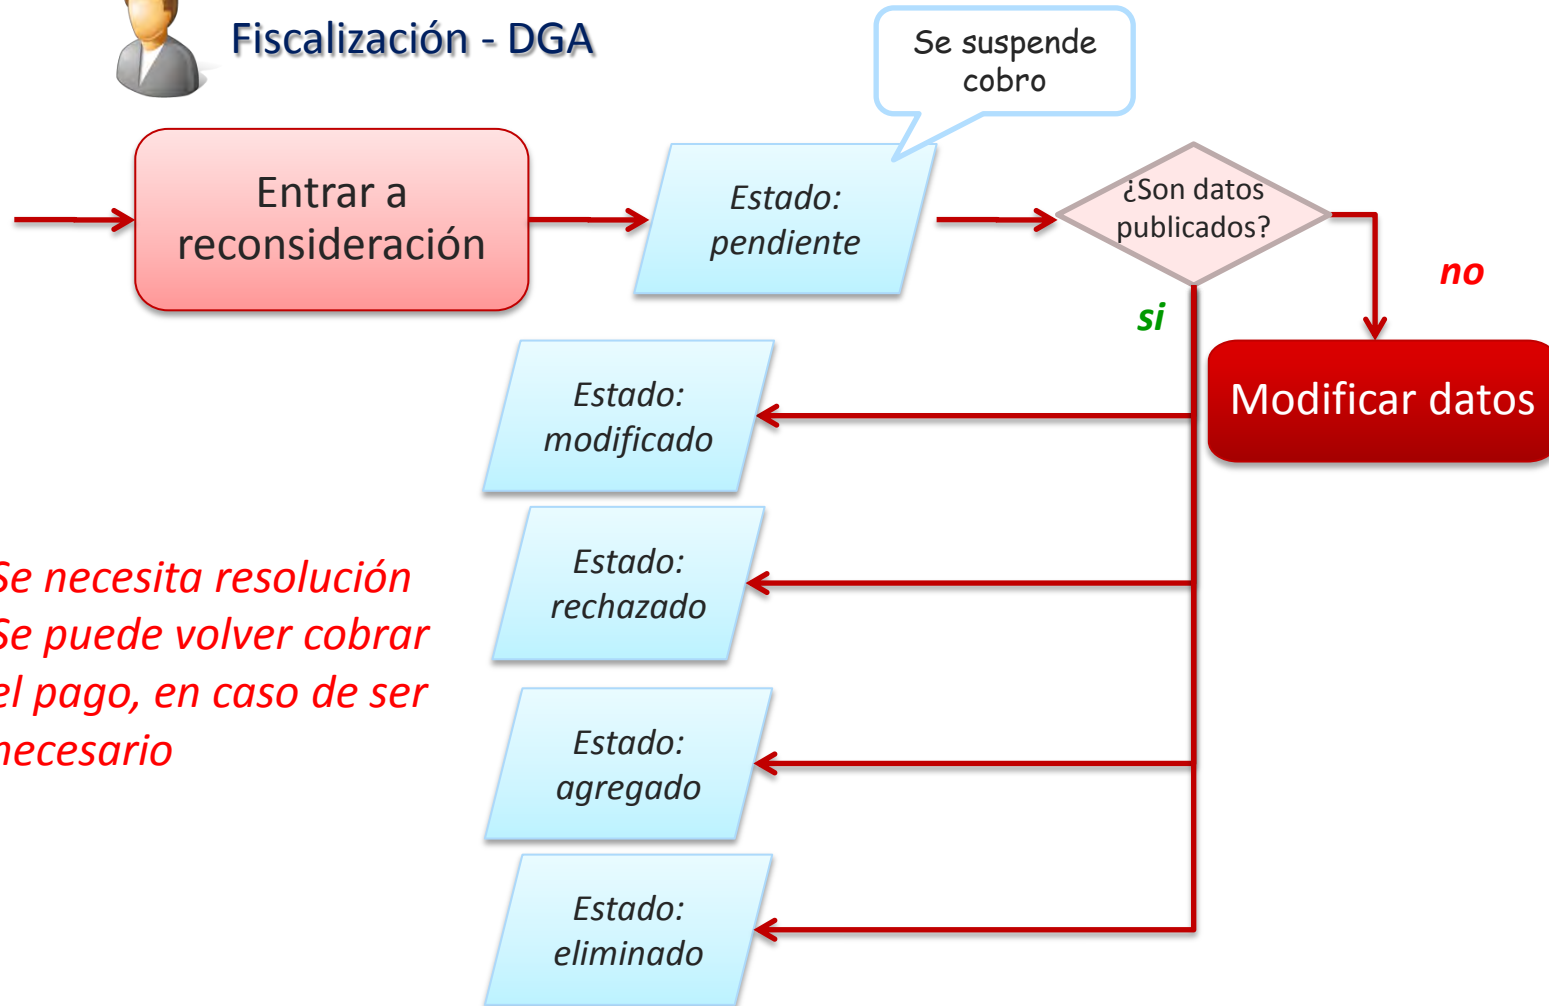 Fiscalización - DGA
Se suspende
cobro
Entrar a
reconsideración
Estado:
pendiente
¿Son datos
publicados?
no
si
Modificar datos
Estado:
modificado
Estado:
rechazado
Se necesita resolución
Se puede volver cobrar
el pago, en caso de ser
necesario
Estado:
agregado
Estado:
eliminado